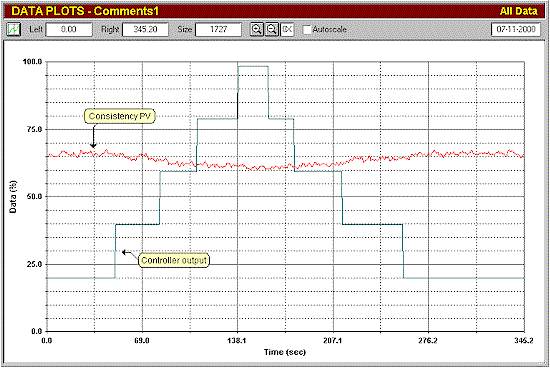 DATA PLOTS - Comments1 All Data
Left 0.00 Right 345.20 Size 1727 Autoscale 07-11-2000
100.0
Consistency PV
75.0
Data (%)
50.0
Controller output
25.0
0.0
0.0 69.0 138.1 207.1 276.2 345.2
Time (sec)